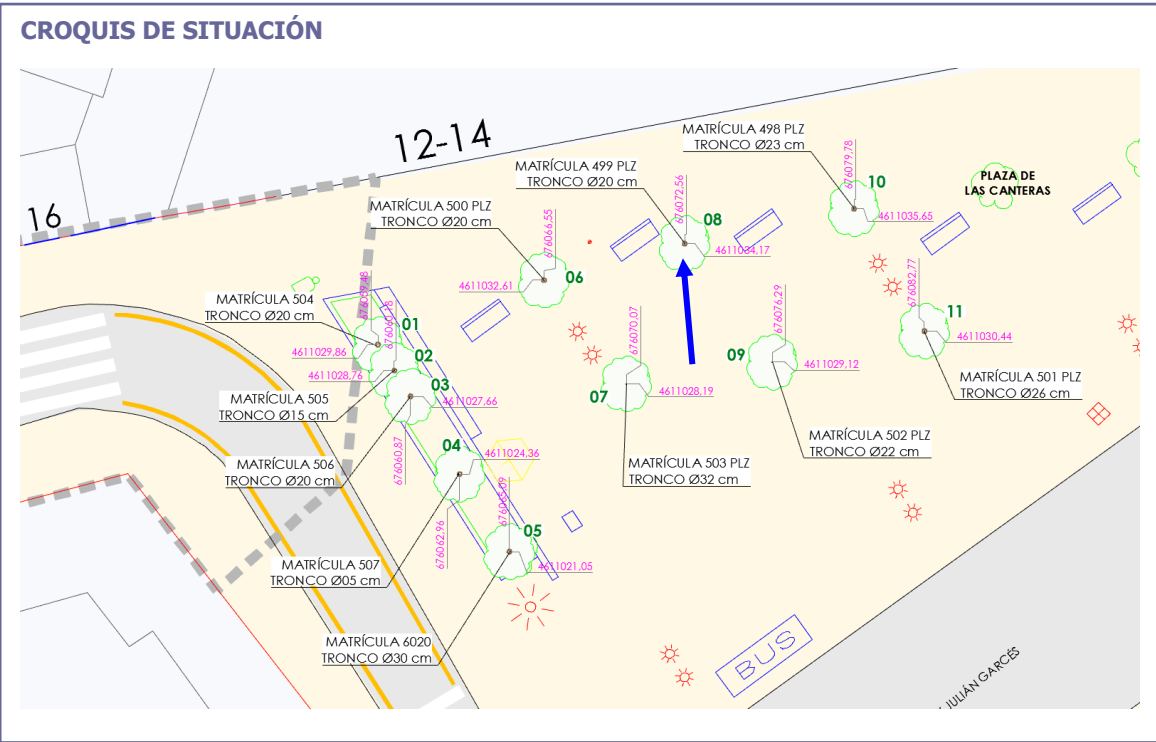 CROQUIS DE SITUACIÓN
12-14
16
MATRÍCULA 498 PLZ
TRONCO Ø23 cm
676079,78
10
4611035,65
PLAZA DE
LAS CANTERAS
MATRÍCULA 499 PLZ
TRONCO Ø20 cm
676072,56
08
4611034,17
MATRÍCULA 500 PLZ
TRONCO Ø20 cm
676066,55
06
4611032,61
MATRÍCULA 504
TRONCO Ø20 cm
01
4611029,86
676060,18
02
4611028,76
MATRÍCULA 505
TRONCO Ø15 cm
03
4611027,66
676060,87
MATRÍCULA 506
TRONCO Ø20 cm
04
4611024,36
676062,96
MATRÍCULA 507
TRONCO Ø05 cm
05
4611021,05
MATRÍCULA 6020
TRONCO Ø30 cm
676070,07
07
4611028,19
MATRÍCULA 503 PLZ
TRONCO Ø32 cm
676076,29
09
4611029,12
MATRÍCULA 502 PLZ
TRONCO Ø22 cm
676082,77
11
4611030,44
MATRÍCULA 501 PLZ
TRONCO Ø26 cm
BUS
JULIÁN GARCÉS